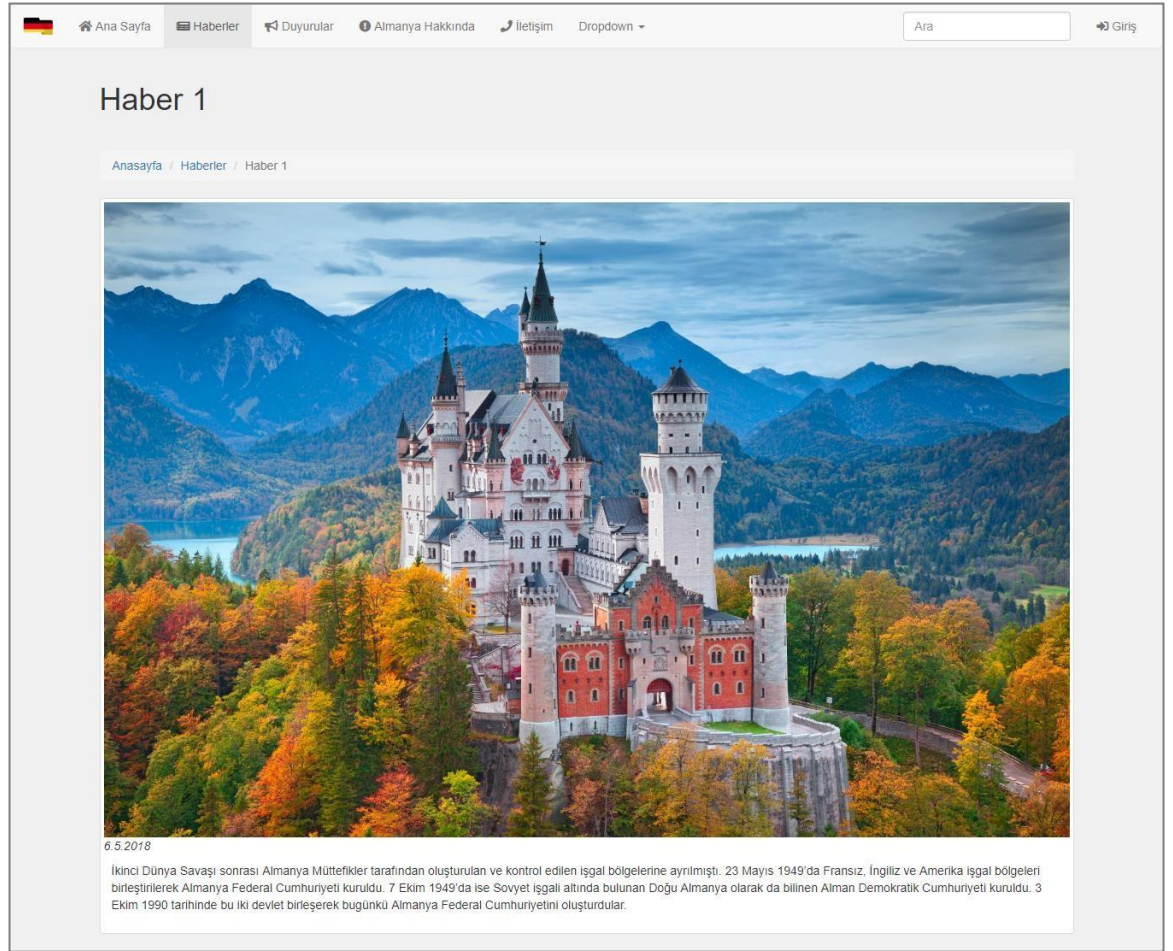 Ana Sayfa Haberler Duyurular Almanya Hakkında İletişim Dropdown Ara Giriş
Haber 1
Anasayfa / Haberler / Haber 1
6.5.2018
İkinci Dünya Savaşı sonrası Almanya Müttefikler tarafından oluşturulan ve kontrol edilen işgal bölgelerine ayrılmıştı. 23 Mayıs 1949'da Fransız, İngiliz ve Amerika işgal bölgeleri
birleştirilerek Almanya Federal Cumhuriyeti kuruldu. 7 Ekim 1949'da ise Sovyet işgali altında bulunan Doğu Almanya olarak da bilinen Alman Demokratik Cumhuriyeti kuruldu. 3
Ekim 1990 tarihinde bu iki devlet birleşerek bugünkü Almanya Federal Cumhuriyetini oluşturdular.